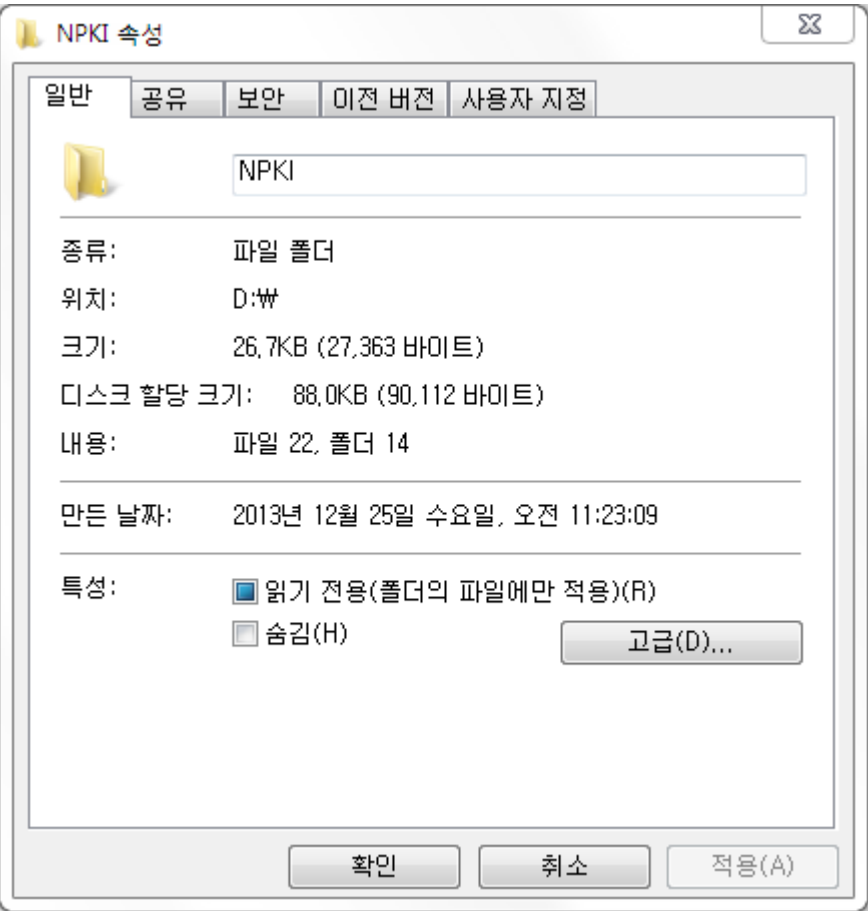 NPKI 속성
일반 공유 보안 이전 버전 사용자 지정
NPKI
종류: 파일 폴더
위치: D:₩
크기: 26,7KB (27,363 바이트)
디스크 할당 크기: 88,0KB (90,112 바이트)
내용: 파일 22, 폴더 14
만든 날짜: 2013년 12월 25일 수요일, 오전 11:23:09
특성: 읽기 전용(폴더의 파일에만 적용)(R)
숨김(H)
고급(D)...
확인 취소 적용(A)